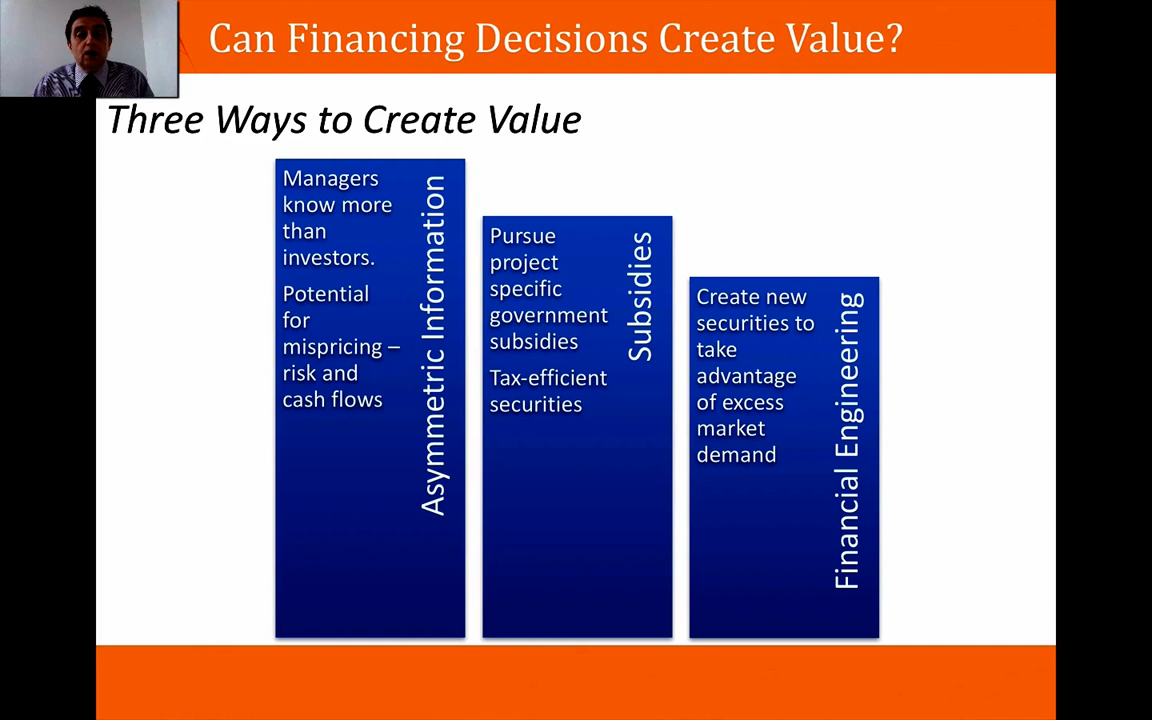 Can Financing Decisions Create Value?
Three Ways to Create Value
Managers
know more
than
investors.
Potential
for
mispricing –
risk and
cash flows
Asymmetric Information
Pursue
project
specific
government
subsidies
Tax-efficient
securities
Subsidies
Create new
securities to
take
advantage
of excess
market
demand
Financial Engineering